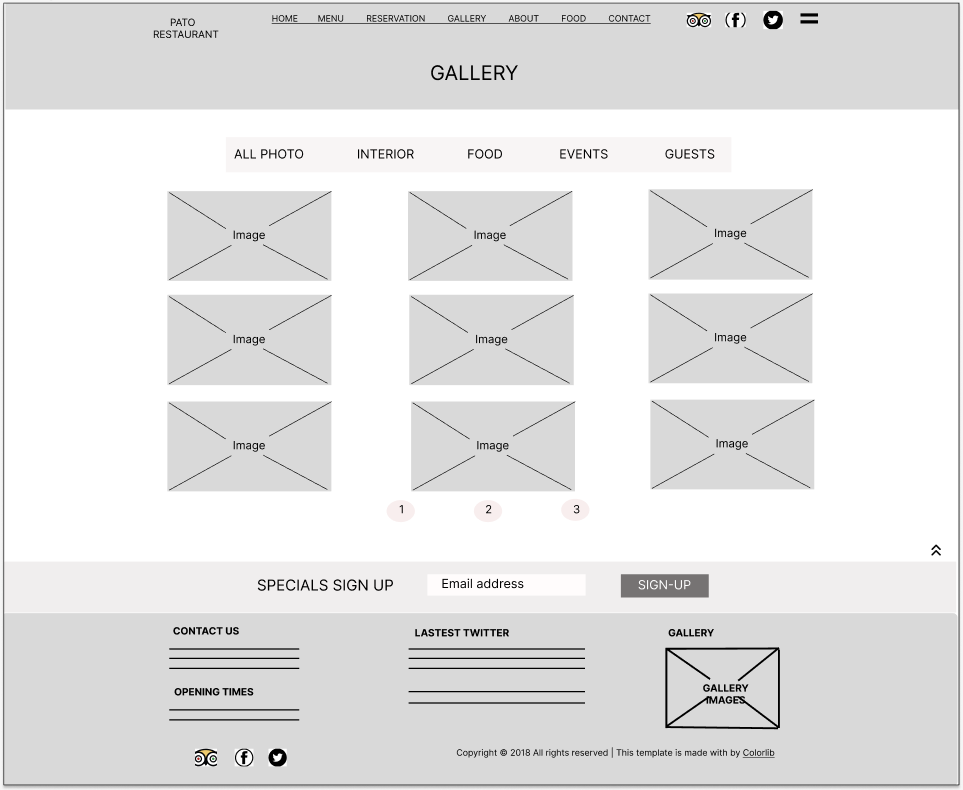 PATO
RESTAURANT
HOME MENU RESERVATION GALLERY ABOUT FOOD CONTACT
GALLERY
ALL PHOTO INTERIOR FOOD EVENTS GUESTS
Image Image Image
Image Image Image
Image Image Image
1 2 3
SPECIALS SIGN UP Email address SIGN-UP
CONTACT US
OPENING TIMES
LASTEST TWITTER
GALLERY
GALLERY
IMAGES
Copyright © 2018 All rights reserved | This template is made with by Colorlib